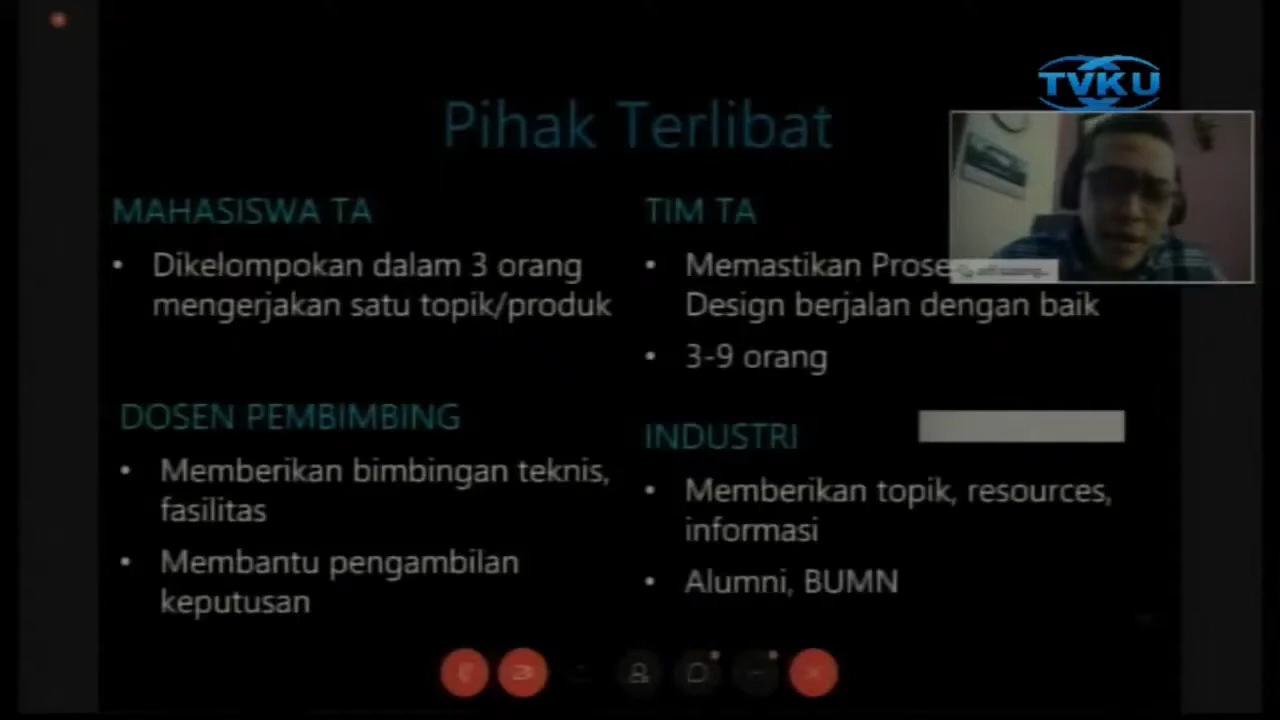 TVKU
Pihak Terlibat
MAHASISWA TA
• Dikelompokan dalam 3 orang
mengerjakan satu topik/produk
TIM TA
• Memastikan Prose
Design berjalan dengan baik
• 3-9 orang
DOSEN PEMBIMBING
• Memberikan bimbingan teknis,
fasilitas
• Membantu pengambilan
keputusan
INDUSTRI
• Memberikan topik, resources,
informasi
• Alumni, BUMN